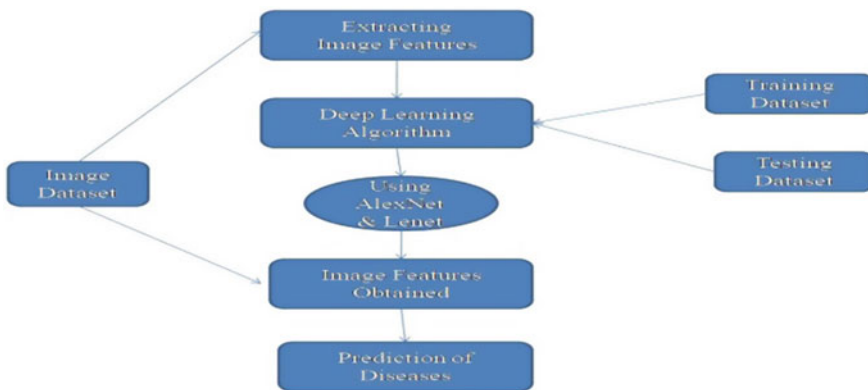 Extracting
Image Features
Deep Learning
Algorithm
Training
Dataset
Image
Dataset
Testing
Dataset
Using
AlexNet
& Lenet
Image Features
Obtained
Prediction of
Diseases